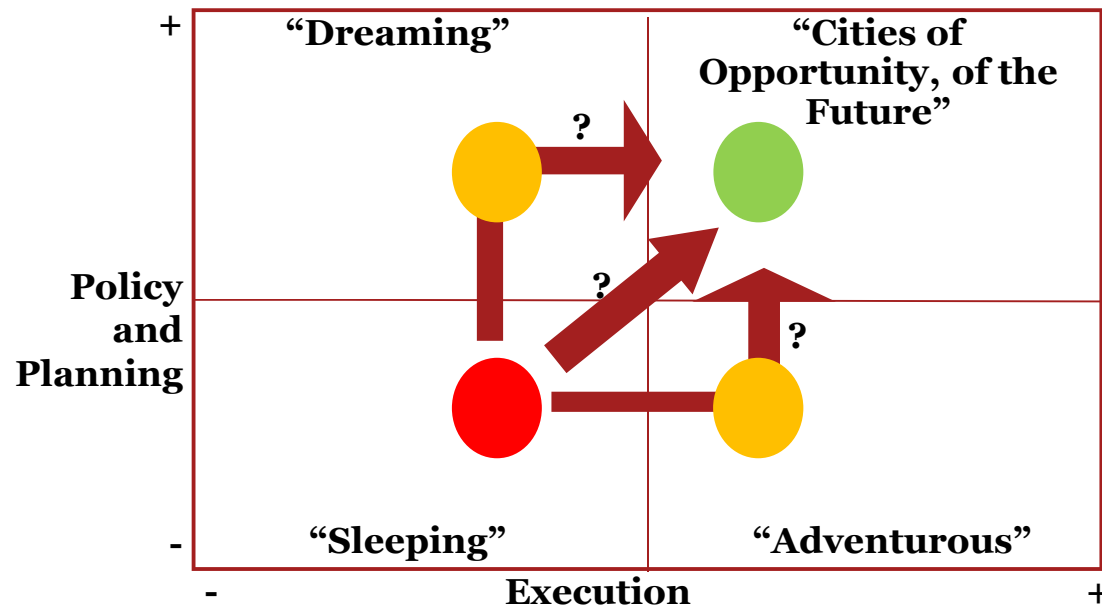 +
“Dreaming”
“Cities of
Opportunity, of the
Future”
?
?
?
Policy
and
Planning
-
“Sleeping”
“Adventurous”
-
Execution
+